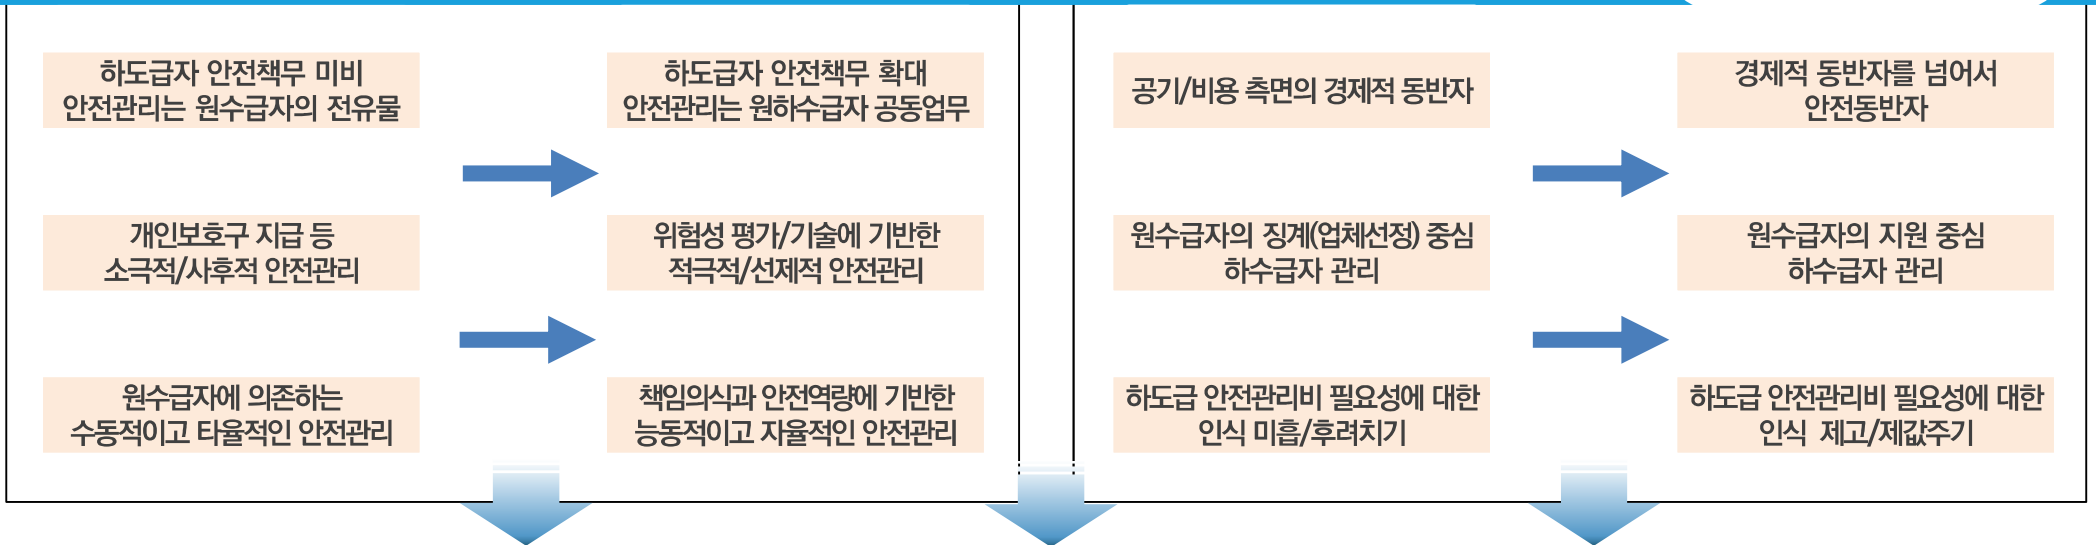 하도급자 안전책무 미비
안전관리는 원수급자의 전유물
하도급자 안전책무 확대
안전관리는 원하수급자 공동업무
개인보호구 지급 등
소극적/사후적 안전관리
위험성 평가/기술에 기반한
적극적/선제적 안전관리
원수급자에 의존하는
수동적이고 타율적인 안전관리
책임의식과 안전역량에 기반한
능동적이고 자율적인 안전관리
공기/비용 측면의 경제적 동반자
경제적 동반자를 넘어서
안전동반자
원수급자의 징계(업체선정) 중심
하수급자 관리
원수급자의 지원 중심
하수급자 관리
하도급 안전관리비 필요성에 대한
인식 미흡/후려치기
하도급 안전관리비 필요성에 대한
인식 제고/제값주기